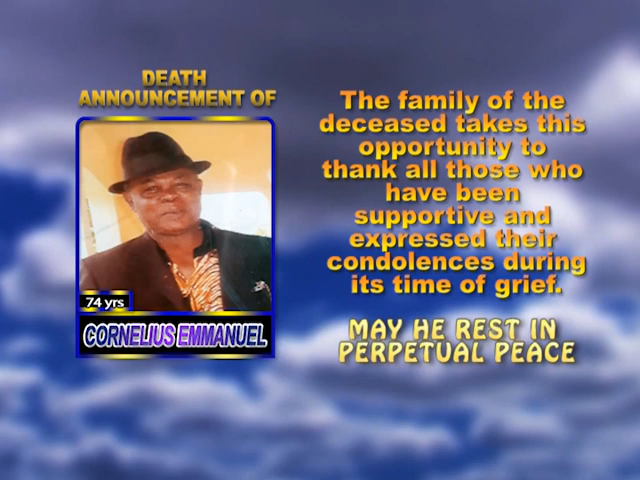 DEATH
ANNOUNCEMENT OF
74 yrs
CORNELIUS EMMANUEL
The family of the
deceased takes this
opportunity to
thank all those who
have been
supportive and
expressed their
condolences during
its time of grief.
MAY HE REST IN
PERPETUAL PEACE